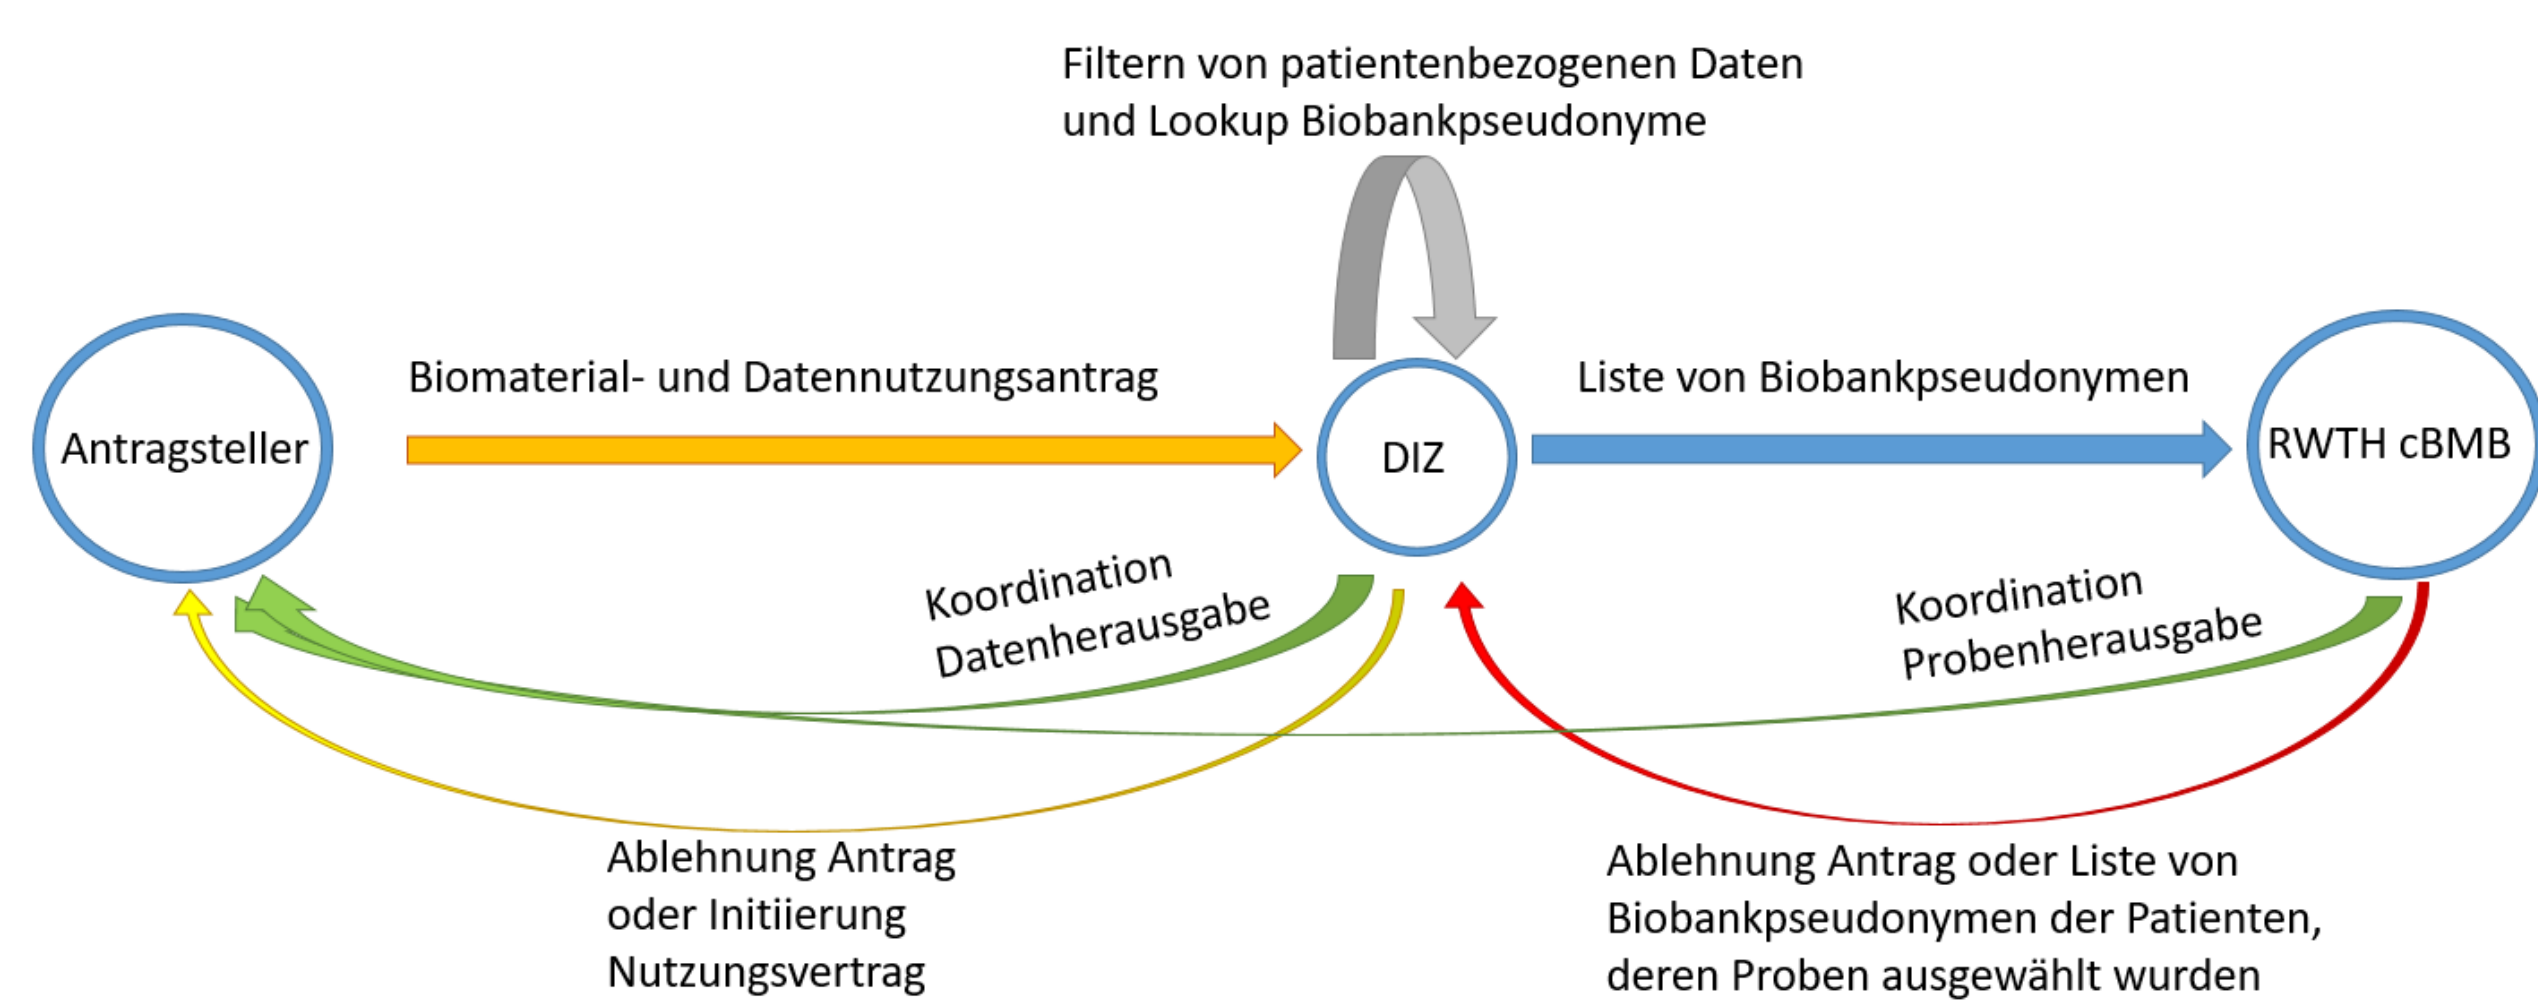 Filtern von patientenbezogenen Daten
und Lookup Biobankpseudonyme
Biomaterial- und Datennutzungsantrag
Liste von Biobankpseudonymen
Antragsteller
DIZ
RWTH cBMB
Koordination
Datenherausgabe
Koordination
Probenherausgabe
Ablehnung Antrag
oder Initiierung
Nutzungsvertrag
Ablehnung Antrag oder Liste von
Biobankpseudonymen der Patienten,
deren Proben ausgewählt wurden